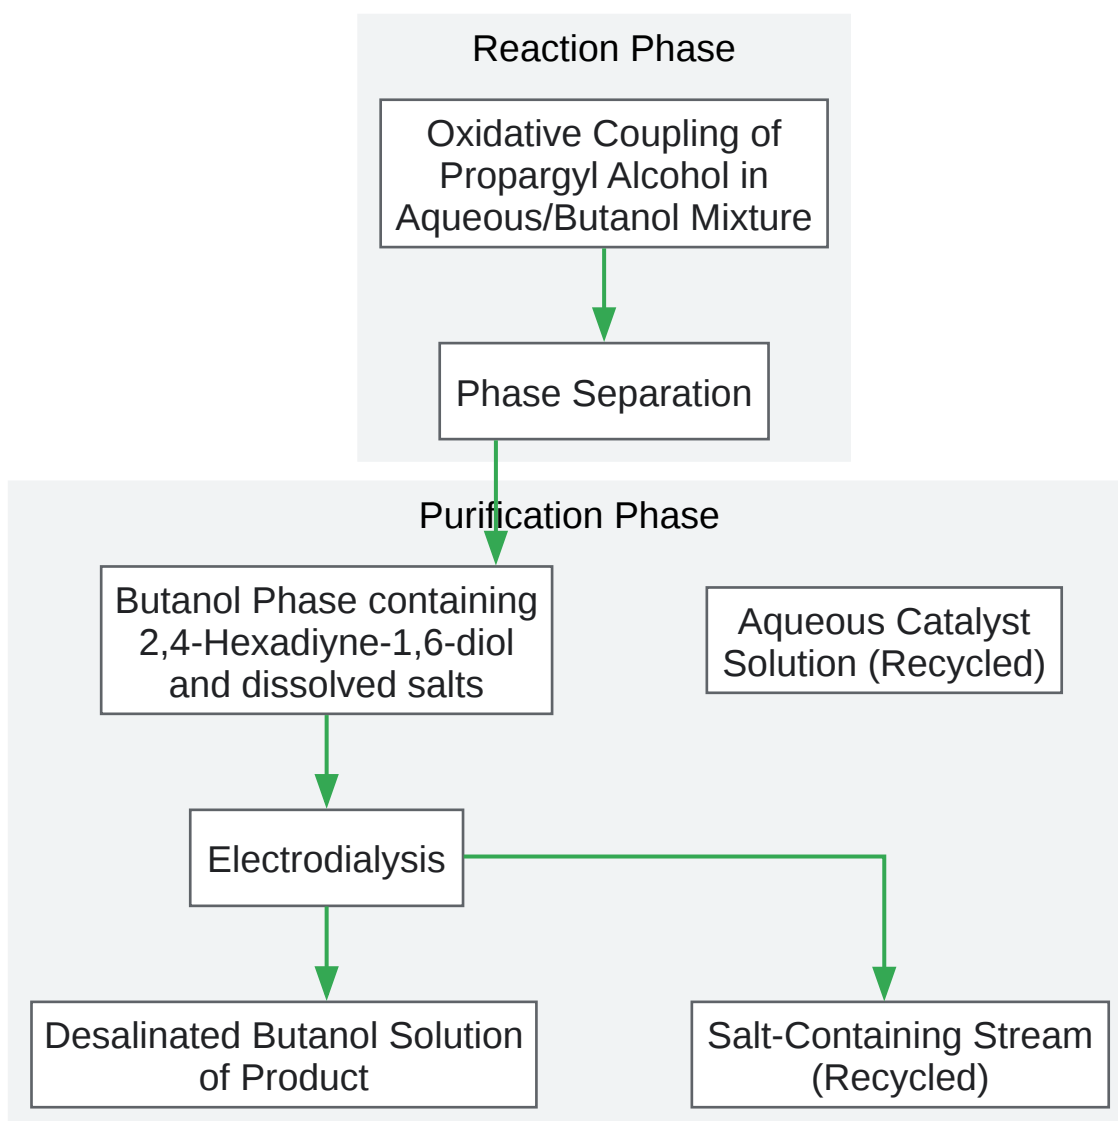 Reaction Phase
Oxidative Coupling of
Propargyl Alcohol in
Aqueous/Butanol Mixture
Phase Separation
Purification Phase
Butanol Phase containing
2,4-Hexadiyne-1,6-diol
and dissolved salts
Aqueous Catalyst
Solution (Recycled)
Electrodialysis
Desalinated Butanol Solution
of Product
Salt-Containing Stream
(Recycled)